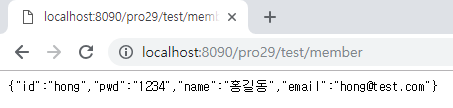 localhost:8090/pro29/test/memb
localhost:8090/pro29/test/member
{"id":"hong","pwd":"1234","name":"홍길동","email":"hong@test.com"}